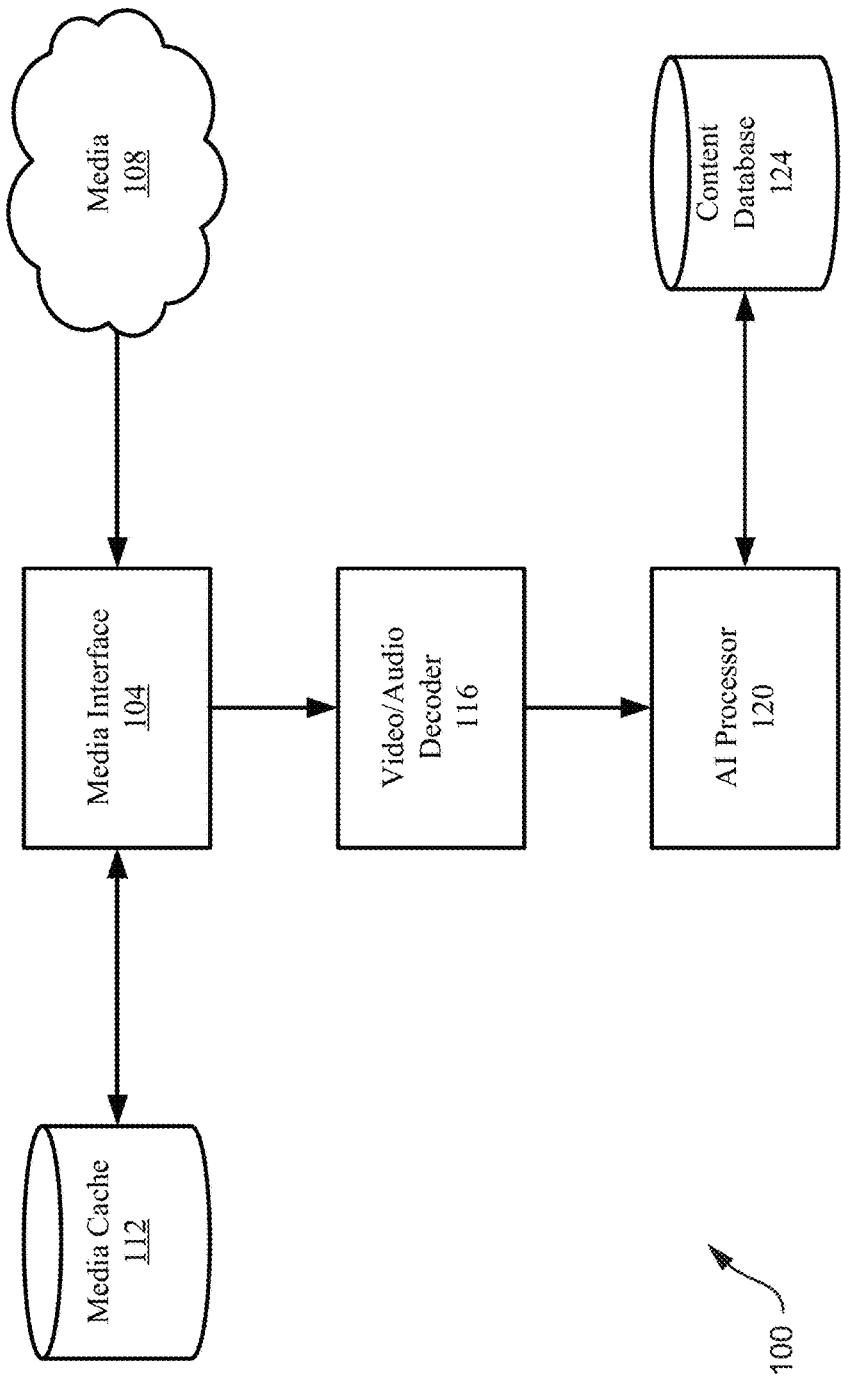 Media Cache
112
Media Interface
104
Media
108
Video/Audio
Decoder
116
AI Processor
120
Content
Database
124
100